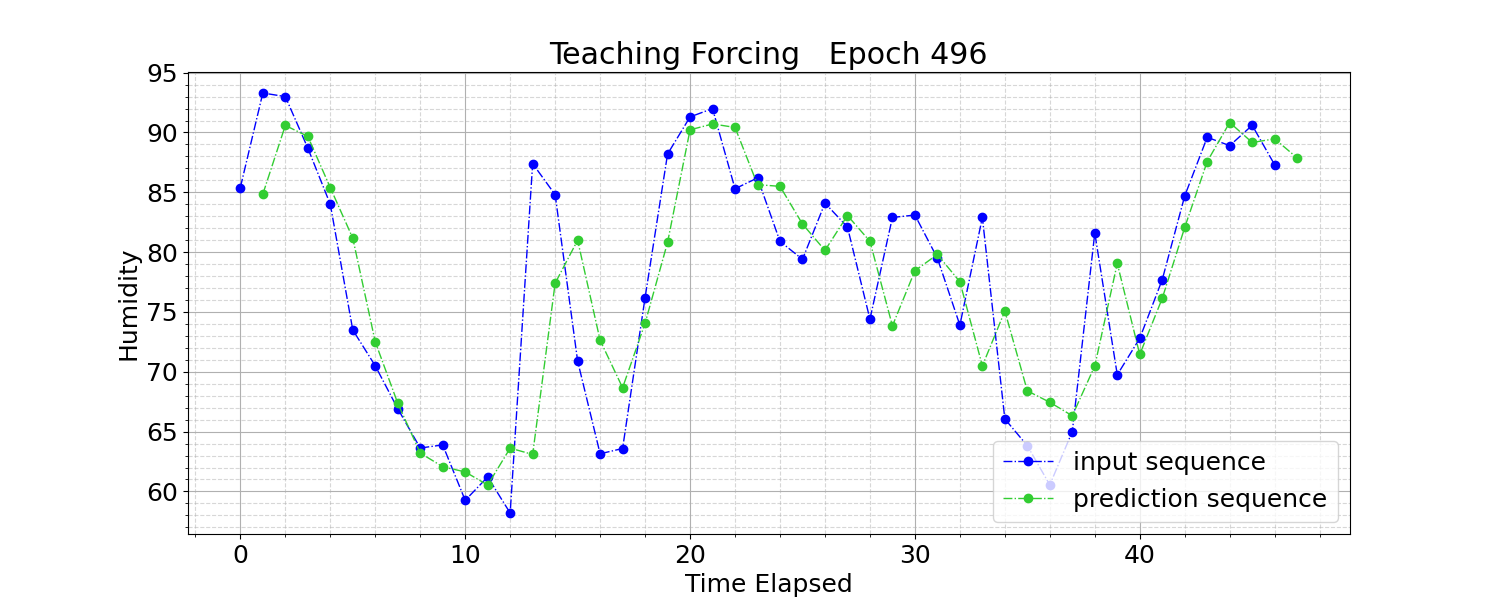 Teaching Forcing   Epoch 496
95
90
85
80
75
70
65
60
Humidity
input sequence
prediction sequence
0 10 20 30 40
Time Elapsed